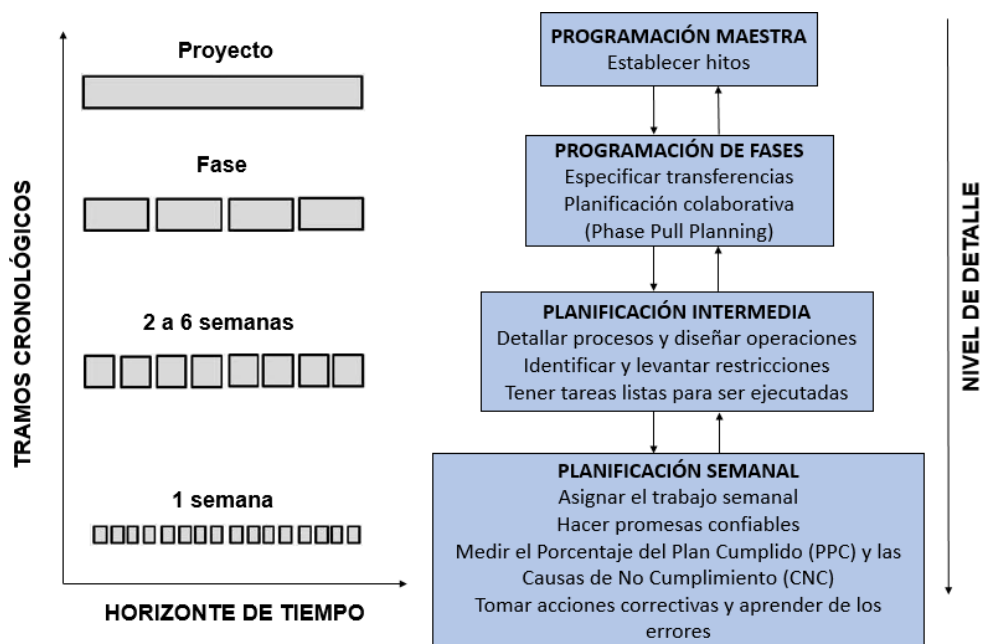 TRAMOS CRONOLÓGICOS
Proyecto
Fase
2 a 6 semanas
1 semana
HORIZONTE DE TIEMPO
PROGRAMACIÓN MAESTRA
Establecer hitos
PROGRAMACIÓN DE FASES
Especificar transferencias
Planificación colaborativa
(Phase Pull Planning)
PLANIFICACIÓN INTERMEDIA
Detallar procesos y diseñar operaciones
Identificar y levantar restricciones
Tener tareas listas para ser ejecutadas
PLANIFICACIÓN SEMANAL
Asignar el trabajo semanal
Hacer promesas confiables
Medir el Porcentaje del Plan Cumplido (PPC) y las
Causas de No Cumplimiento (CNC)
Tomar acciones correctivas y aprender de los
errores
NIVEL DE DETALLE